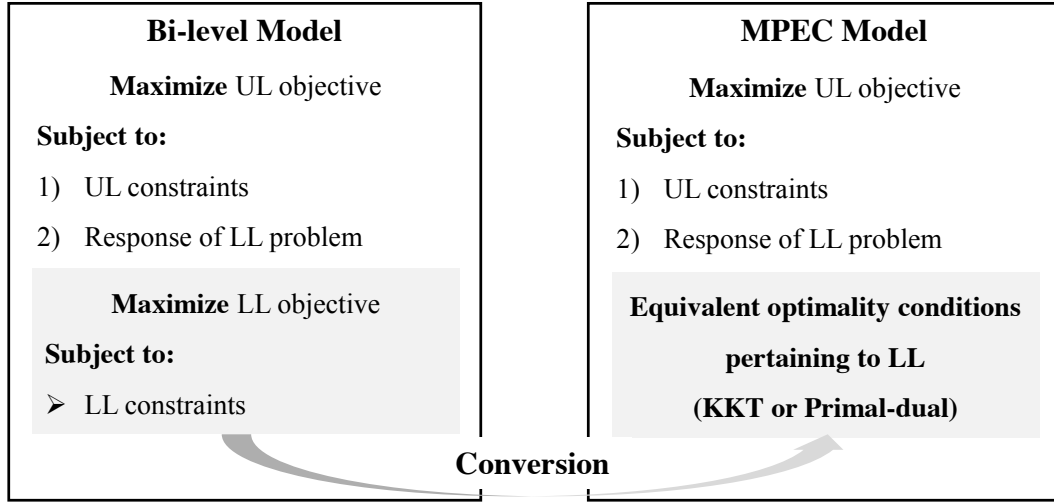 Bi-level Model
Maximize UL objective
Subject to:
1) UL constraints
2) Response of LL problem
Maximize LL objective
Subject to:
➢ LL constraints
MPEC Model
Maximize UL objective
Subject to:
1) UL constraints
2) Response of LL problem
Equivalent optimality conditions
pertaining to LL
(KKT or Primal-dual)
Conversion